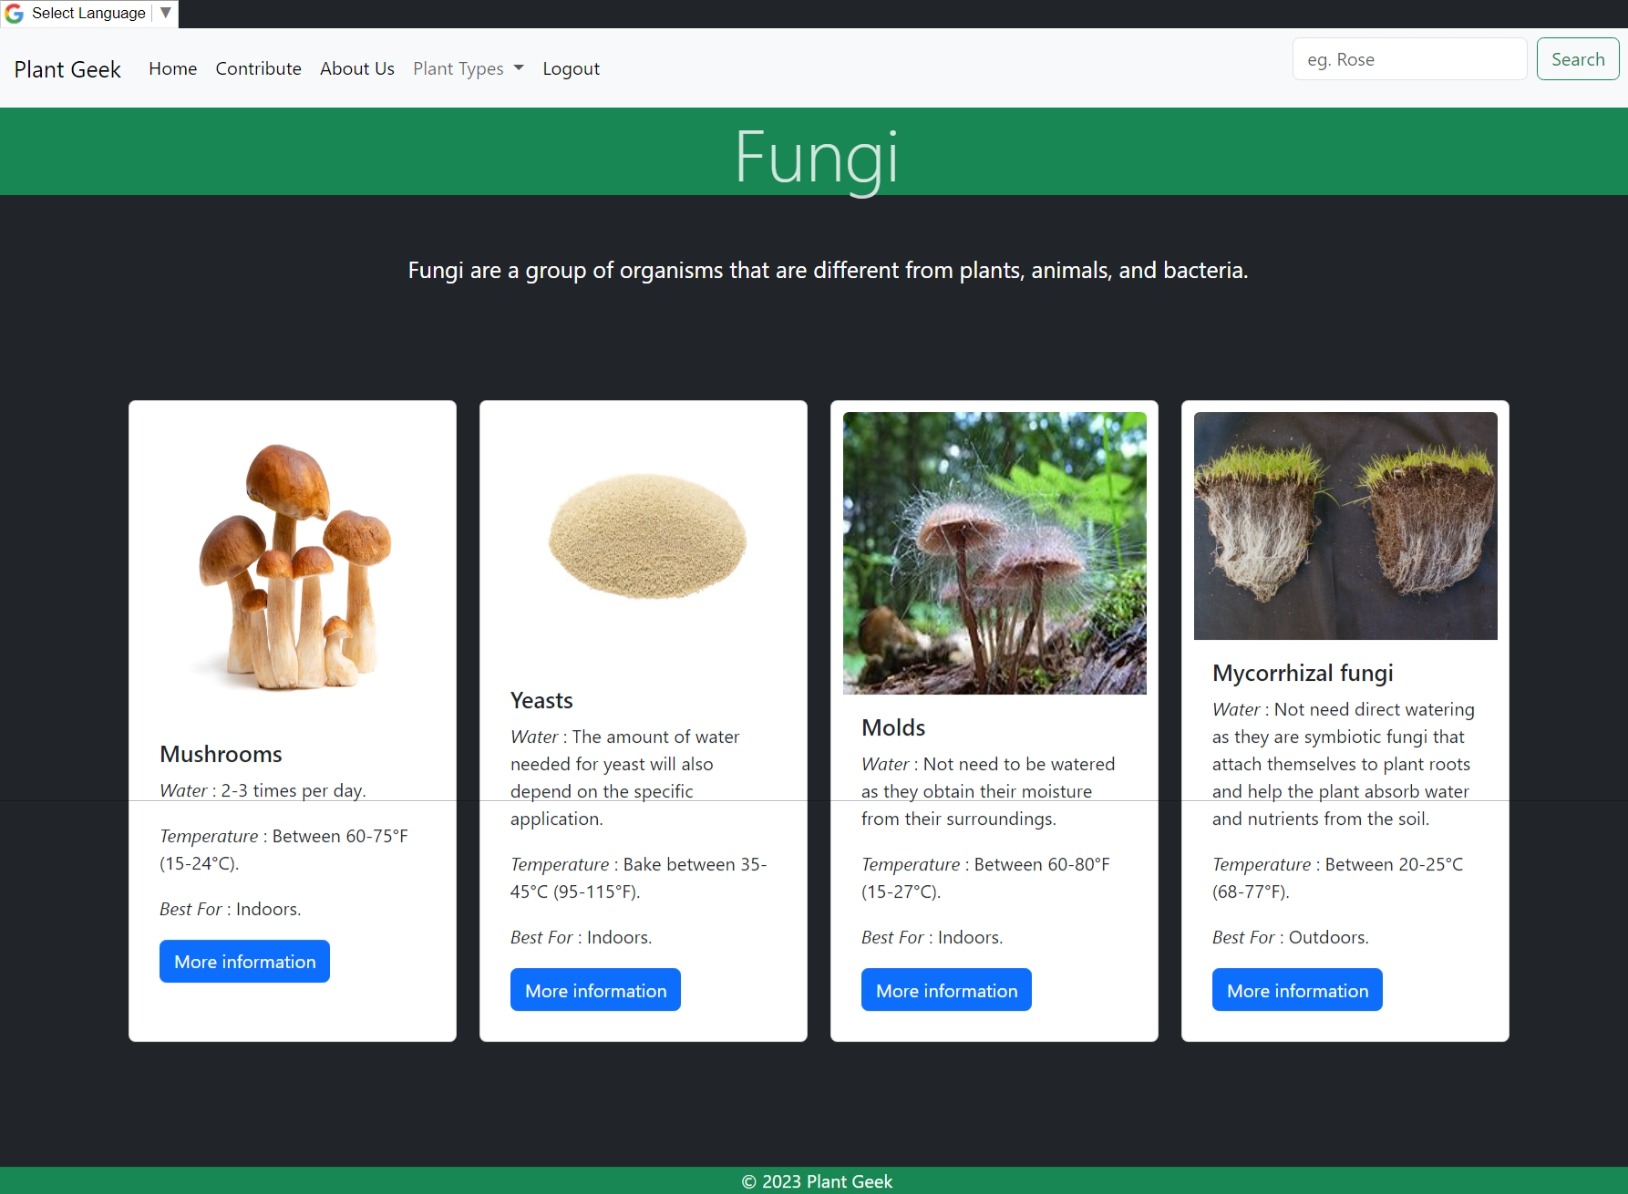 Select Language ▼
Plant Geek Home Contribute About Us Plant Types Logout eg. Rose Search
Fungi
Fungi are a group of organisms that are different from plants, animals, and bacteria.
Mushrooms
Water : 2-3 times per day.
Temperature : Between 60-75°F
(15-24°C).
Best For : Indoors.
More information
Yeasts
Water : The amount of water
needed for yeast will also
depend on the specific
application.
Temperature : Bake between 35-
45°C (95-115°F).
Best For : Indoors.
More information
Molds
Water : Not need to be watered
as they obtain their moisture
from their surroundings.
Temperature : Between 60-80°F
(15-27°C).
Best For : Indoors.
More information
Mycorrhizal fungi
Water : Not need direct watering
as they are symbiotic fungi that
attach themselves to plant roots
and help the plant absorb water
and nutrients from the soil.
Temperature : Between 20-25°C
(68-77°F).
Best For : Outdoors.
More information
© 2023 Plant Geek